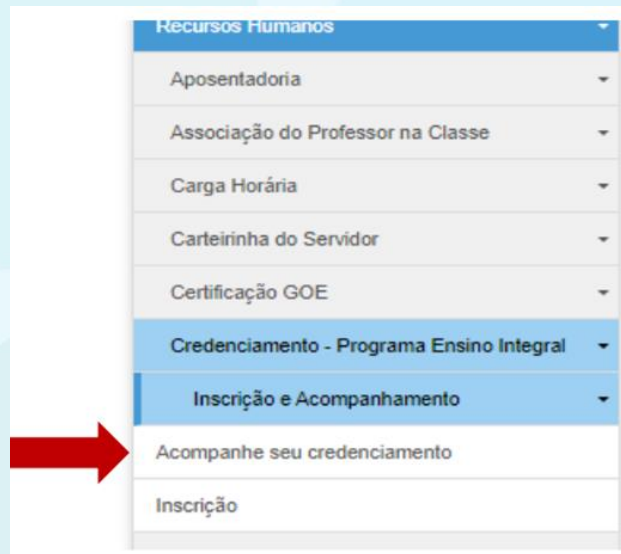 Recursos Humanos
Aposentadoria
Associação do Professor na Classe
Carga Horária
Carteirinha do Servidor
Certificação GOE
Credenciamento - Programa Ensino Integral
Inscrição e Acompanhamento
Acompanhe seu credenciamento
Inscrição